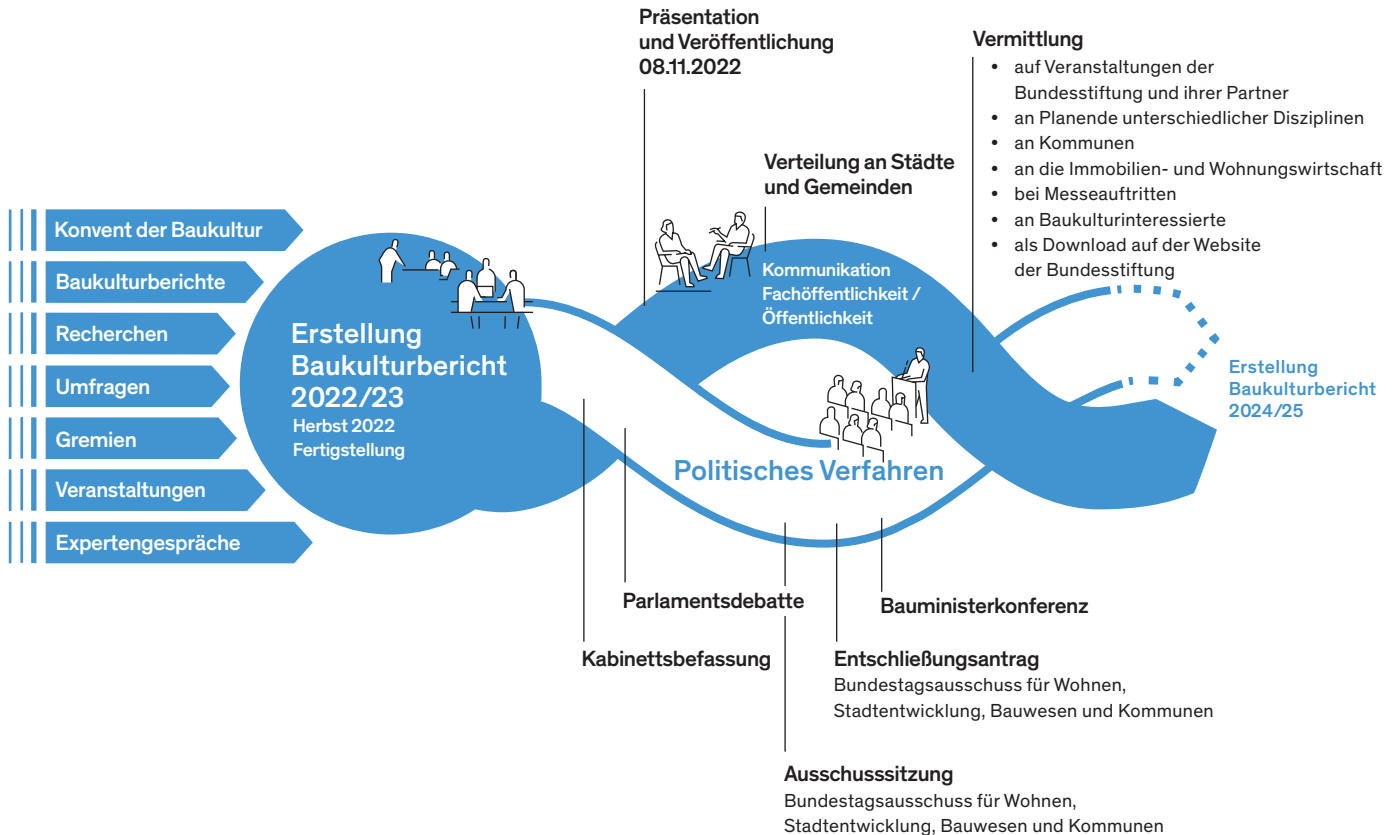 Präsentation
und Veröffentlichung
08.11.2022
Vermittlung
• auf Veranstaltungen der
Bundesstiftung und ihrer Partner
• an Planende unterschiedlicher Disziplinen
• an Kommunen
• an die Immobilien- und Wohnungswirtschaft
• bei Messeauftritten
• an Baukulturinteressierte
• als Download auf der Website
der Bundesstiftung
Verteilung an Städte
und Gemeinden
Konvent der Baukultur
Baukulturberichte
Recherchen
Umfragen
Gremien
Veranstaltungen
Expertengespräche
Erstellung
Baukulturbericht
2022/23
Herbst 2022
Fertigstellung
Kommunikation
Fachöffentlichkeit /
Öffentlichkeit
Erstellung
Baukulturbericht
2024/25
Politisches Verfahren
Parlamentsdebatte
Bauministerkonferenz
Kabinettsbefassung
Entschließungsantrag
Bundestagsausschuss für Wohnen,
Stadtentwicklung, Bauwesen und Kommunen
Ausschusssitzung
Bundestagsausschuss für Wohnen,
Stadtentwicklung, Bauwesen und Kommunen